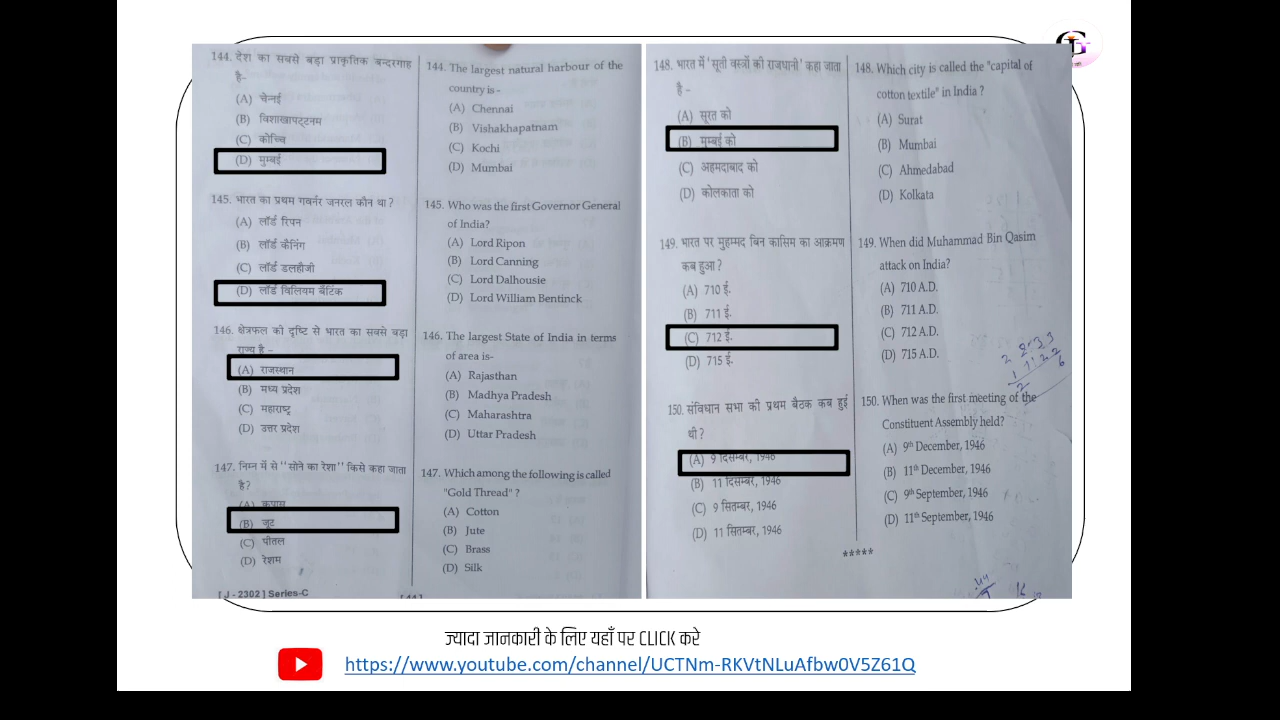 144. देश का सबसे बड़ा प्राकृतिक बन्दरगाह
है-
(A) चेन्नई
(B) विशाखापट्टनम
(C) कोच्चि
(D) मुम्बई
145. भारत का प्रथम गवर्नर जनरल कौन था?
(A) लॉर्ड रिपन
(B) लॉर्ड कैनिंग
(C) लॉर्ड डलहौजी
(D) लॉर्ड विलियम बैंटिंक
146. क्षेत्रफल की दृष्टि से भारत का सबसे बड़ा
राज्य है -
(A) राजस्थान
(B) मध्य प्रदेश
(C) महाराष्ट्र
(D) उत्तर प्रदेश
147. निम्न में से "सोने का रेशा" किसे कहा जाता
है?
(A) कपास
(B) जूट
(C) पीतल
(D) रेशम
[ J - 2302 ] Series-C
144. The largest natural harbour of the
country is -
(A) Chennai
(B) Vishakhapatnam
(C) Kochi
(D) Mumbai
145. Who was the first Governor General
of India?
(A) Lord Ripon
(B) Lord Canning
(C) Lord Dalhousie
(D) Lord William Bentinck
146. The largest State of India in terms
of area is-
(A) Rajasthan
(B) Madhya Pradesh
(C) Maharashtra
(D) Uttar Pradesh
147. Which among the following is called
"Gold Thread" ?
(A) Cotton
(B) Jute
(C) Brass
(D) Silk
[ 44 ]
148. भारत में 'सूती वस्त्रों की राजधानी' कहा जाता
है -
(A) सूरत को
(B) मुम्बई को
(C) अहमदाबाद को
(D) कोलकाता को
149. भारत पर मुहम्मद बिन कासिम का आक्रमण
कब हुआ?
(A) 710 ई.
(B) 711 ई.
(C) 712 ई.
(D) 715 ई.
150. संविधान सभा की प्रथम बैठक कब हुई
थी?
(A) 9 दिसम्बर, 1946
(B) 11 दिसम्बर, 1946
(C) 9 सितम्बर, 1946
(D) 11 सितम्बर, 1946
148. Which city is called the "capital of
cotton textile" in India ?
(A) Surat
(B) Mumbai
(C) Ahmedabad
(D) Kolkata
149. When did Muhammad Bin Qasim
attack on India?
(A) 710 A.D.
(B) 711 A.D.
(C) 712 A.D.
(D) 715 A.D.
150. When was the first meeting of the
Constituent Assembly held?
(A) 9th December, 1946
(B) 11th December, 1946
(C) 9th September, 1946
(D) 11th September, 1946
*****
ज्यादा जानकारी के लिए यहाँ पर CLICK करे
https://www.youtube.com/channel/UCTNm-RKVtNLuAfbw0V5Z61Q